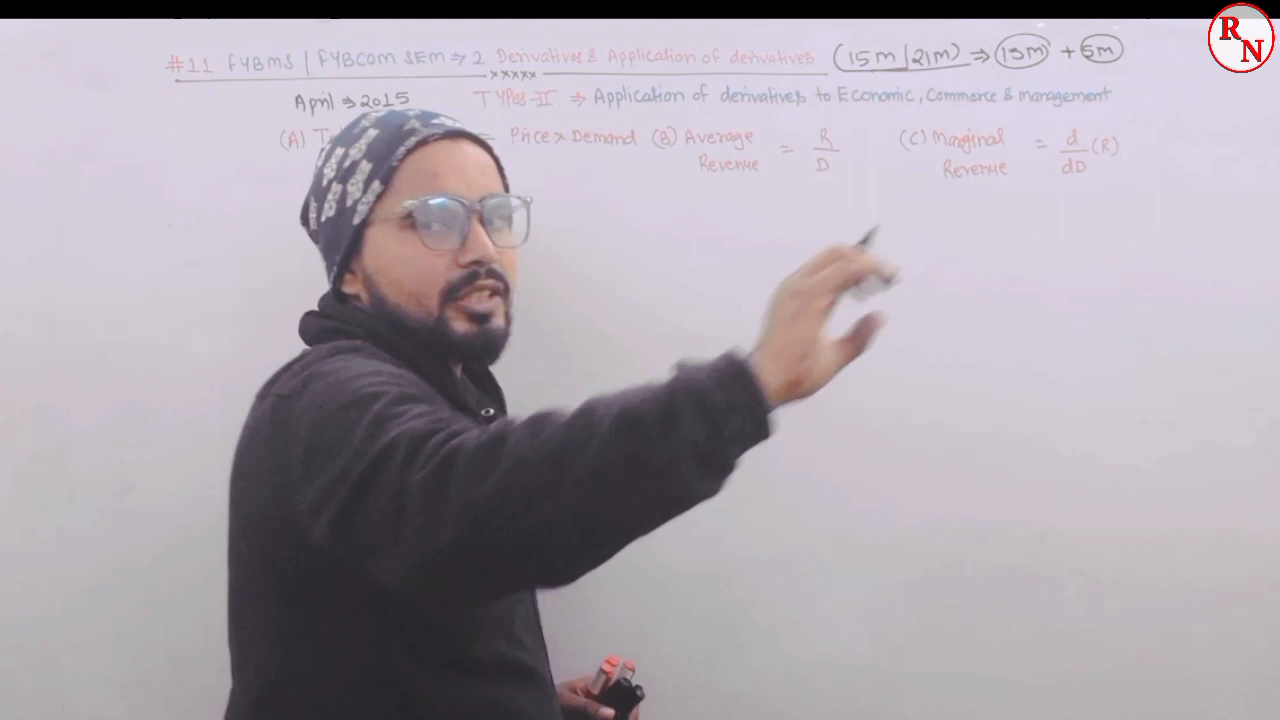 RN
#11 FYBMS | FYBCOM SEM ⇒ 2 Derivatives & Application of derivatives (15m/21m) ⇒ 15m + 5m
xxxxx
April ⇒ 2015 TYPes-II ⇒ Application of derivatives to Economic, Commerce & management
(A) T = Price x Demand (B) Average Revenue = R/D (C) Marginal Revenue = d/dD (R)